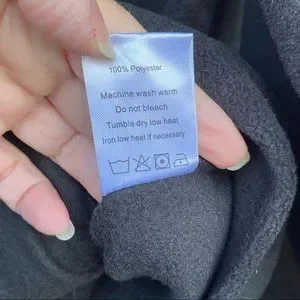 100% Polyester
Machine wash warm
Do not bleach
Tumble dry low heat
Iron low heat if necessary